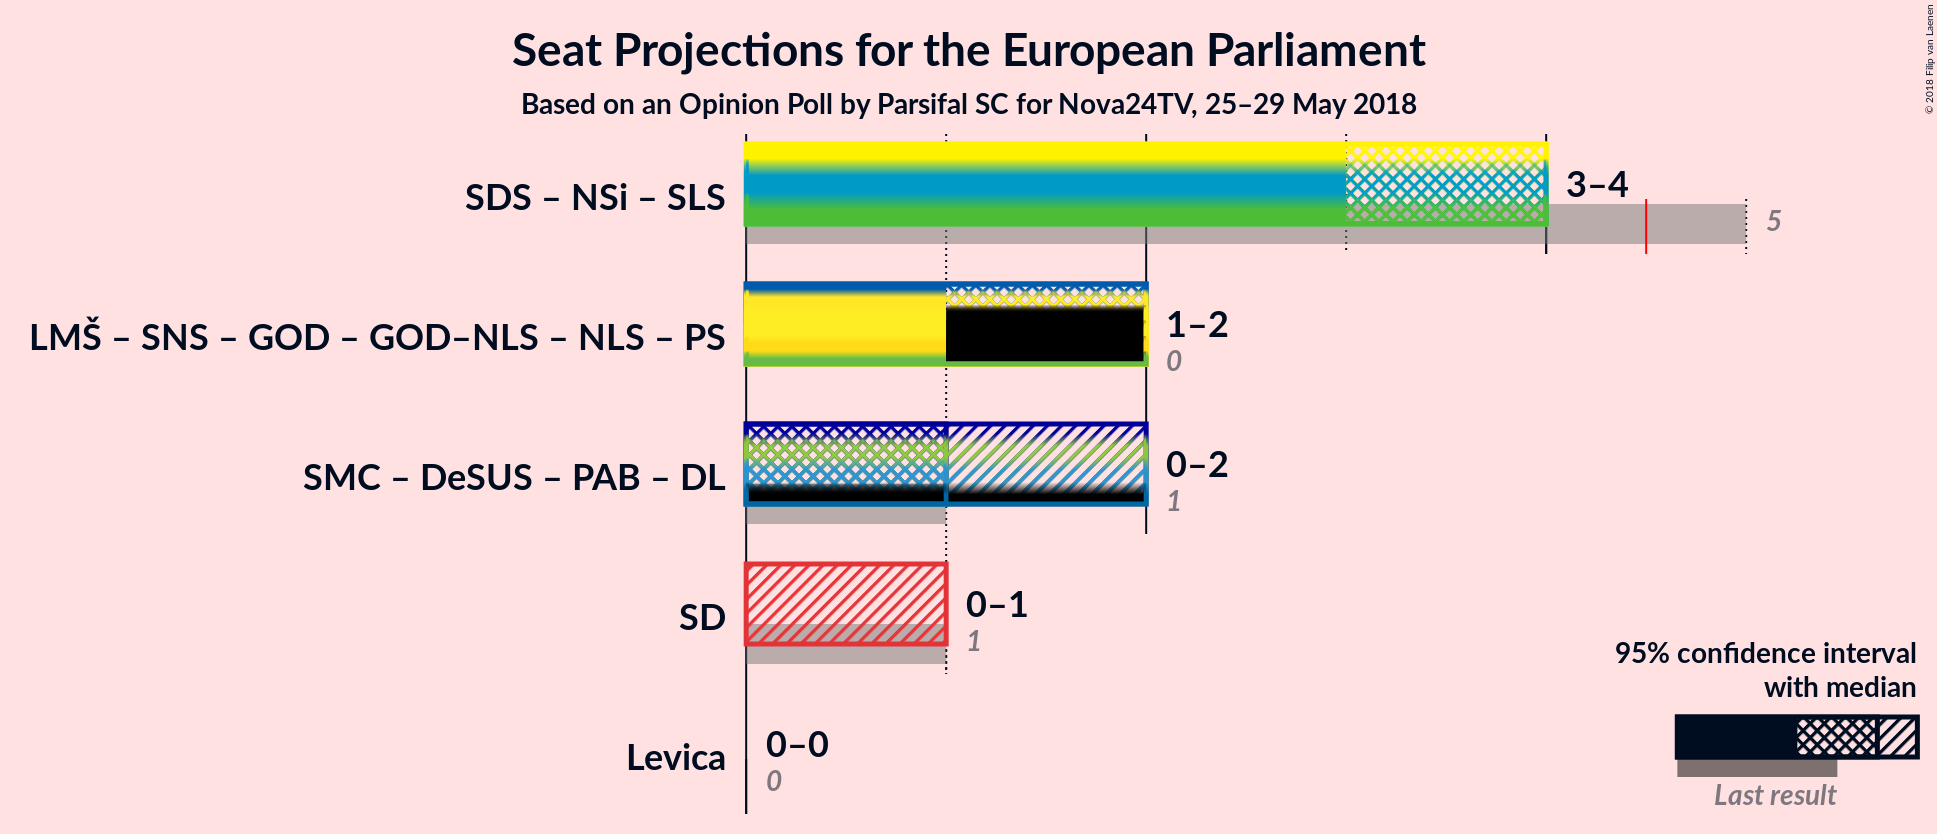 Seat Projections for the European Parliament
Based on an Opinion Poll by Parsifal SC for Nova24TV, 25–29 May 2018
© 2018 Filip van Laenen
SDS – NSi – SLS
3–4
5
LMŠ – SNS – GOD – GOD–NLS – NLS – PS
1–2
0
SMC – DeSUS – PAB – DL
0–2
1
SD
0–1
1
Levica
0–0
0
95% confidence interval
with median
Last result